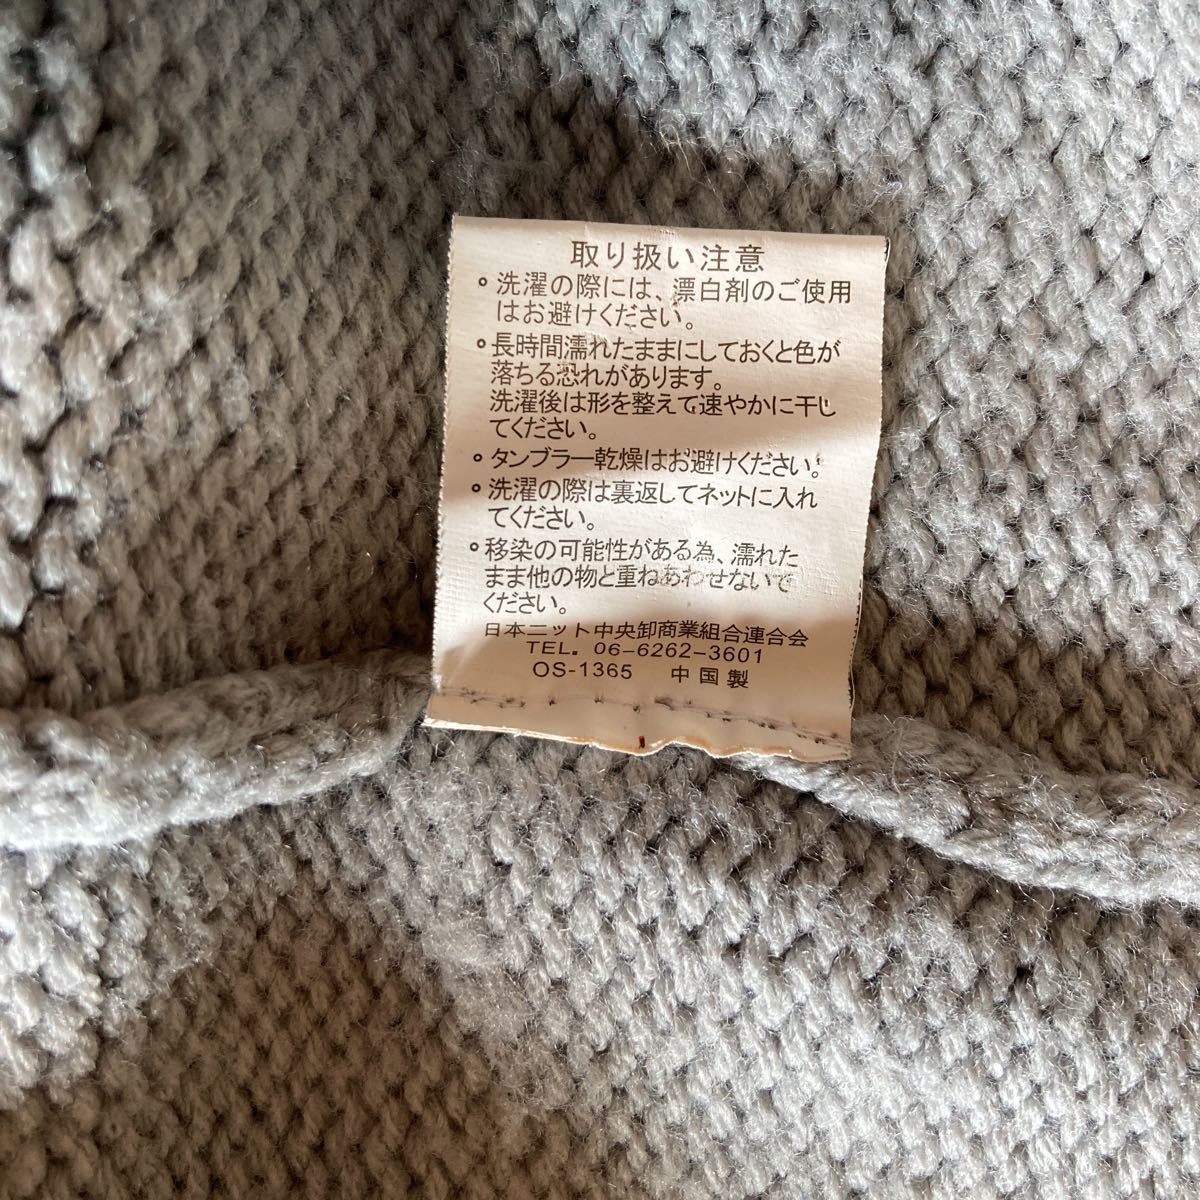 取り扱い注意
。洗濯の際には、漂白剤のご使用
はお避けください。
。長時間濡れたままにしておくと色が
落ちる恐れがあります。
洗濯後は形を整えて速やかに干し
てください。
。タンブラー乾燥はお避けください。
。洗濯の際は裏返してネットに入れ
てください。
。移染の可能性がある為、濡れた
まま他の物と重ねあわせないで
ください。
日本ニット中央卸商業組合連合会
TEL. 06-6262-3601
OS-1365 中国製